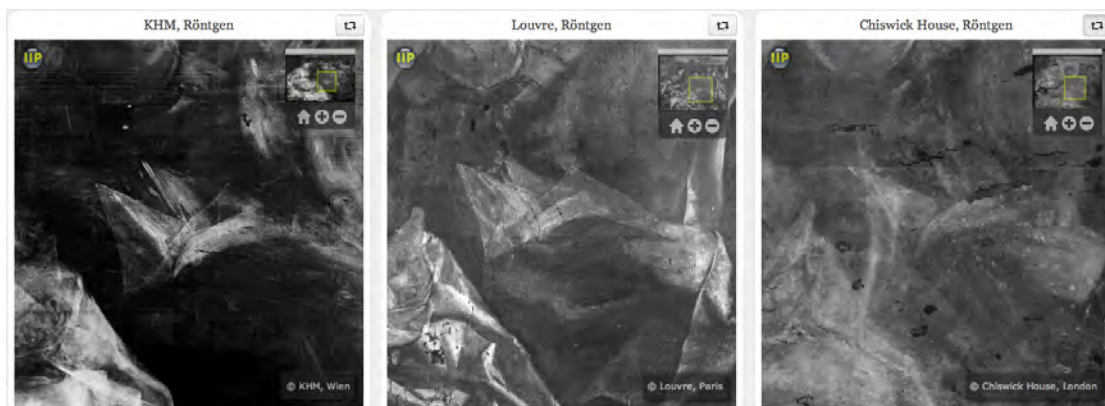 KHM, Röntgen
IIP
© KHM, Wien
Louvre, Röntgen
IIP
© Louvre, Paris
Chiswick House, Röntgen
IIP
© Chiswick House, London